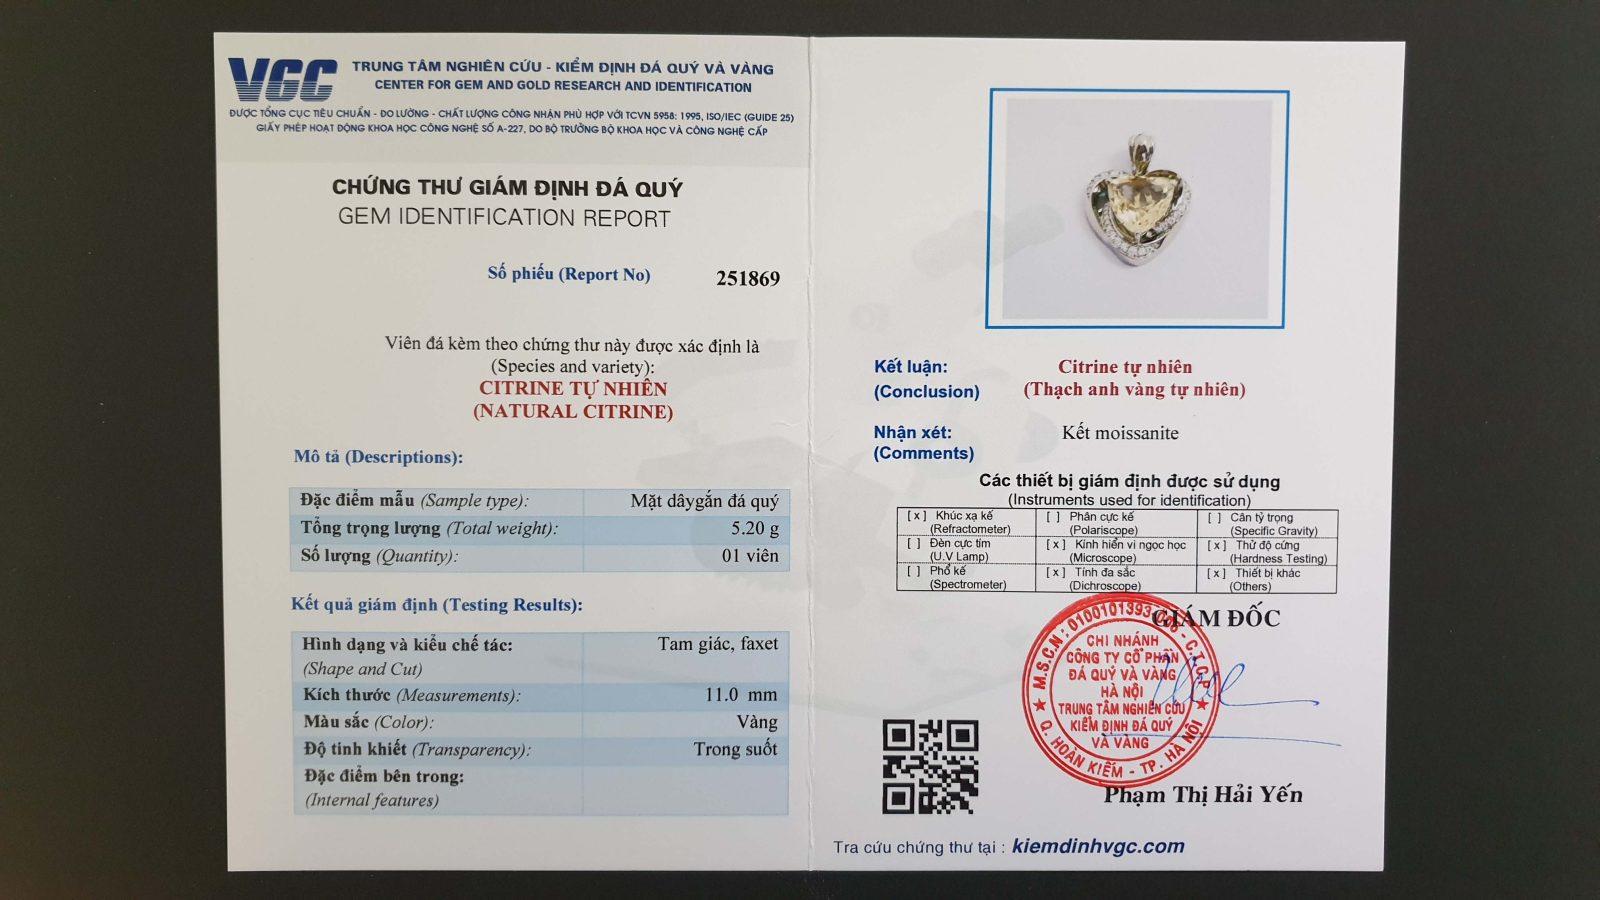 VGC
TRUNG TÂM NGHIÊN CỨU - KIỂM ĐỊNH ĐÁ QUÝ VÀ VÀNG
CENTER FOR GEM AND GOLD RESEARCH AND IDENTIFICATION
ĐƯỢC TỔNG CỤC TIÊU CHUẨN - ĐO LƯỜNG - CHẤT LƯỢNG CÔNG NHẬN PHÙ HỢP VỚI TCVN 5958: 1995, ISO/IEC (GUIDE 25)
GIẤY PHÉP HOẠT ĐỘNG KHOA HỌC CÔNG NGHỆ SỐ A-227, DO BỘ TRƯỞNG BỘ KHOA HỌC VÀ CÔNG NGHỆ CẤP
CHỨNG THƯ GIÁM ĐỊNH ĐÁ QUÝ
GEM IDENTIFICATION REPORT
Số phiếu (Report No) 251869
Viên đá kèm theo chứng thư này được xác định là
(Species and variety):
CITRINE TỰ NHIÊN
(NATURAL CITRINE)
Mô tả (Descriptions):
Đặc điểm mẫu (Sample type): Mặt dâygắn đá quý
Tổng trọng lượng (Total weight): 5.20 g
Số lượng (Quantity): 01 viên
Kết quả giám định (Testing Results):
Hình dạng và kiểu chế tác: Tam giác, faxet
(Shape and Cut)
Kích thước (Measurements): 11.0 mm
Màu sắc (Color): Vàng
Độ tinh khiết (Transparency): Trong suốt
Đặc điểm bên trong:
(Internal features)
Kết luận: Citrine tự nhiên
(Conclusion) (Thạch anh vàng tự nhiên)
Nhận xét: Kết moissanite
(Comments)
Các thiết bị giám định được sử dụng
(Instruments used for identification)
[ x ] Khúc xạ kế [ ] Phân cực kế [ ] Cân tỷ trọng
(Refractometer) (Polariscope) (Specific Gravity)
[ ] Đèn cực tím [ x ] Kính hiển vi ngọc học [ x ] Thử độ cứng
(U.V Lamp) (Microscope) (Hardness Testing)
[ ] Phổ kế [ x ] Tính đa sắc [ x ] Thiết bị khác
(Spectrometer) (Dichroscope) (Others)
GIÁM ĐỐC
M.S.C.N: 0100101393 - C.T.C.P
CHI NHÁNH
CÔNG TY CỔ PHẦN
ĐÁ QUÝ VÀ VÀNG
HÀ NỘI
TRUNG TÂM NGHIÊN CỨU
KIỂM ĐỊNH ĐÁ QUÝ
VÀ VÀNG
Q. HOÀN KIẾM - TP. HÀ NỘI
Phạm Thị Hải Yến
Tra cứu chứng thư tại : kiemdinhvgc.com